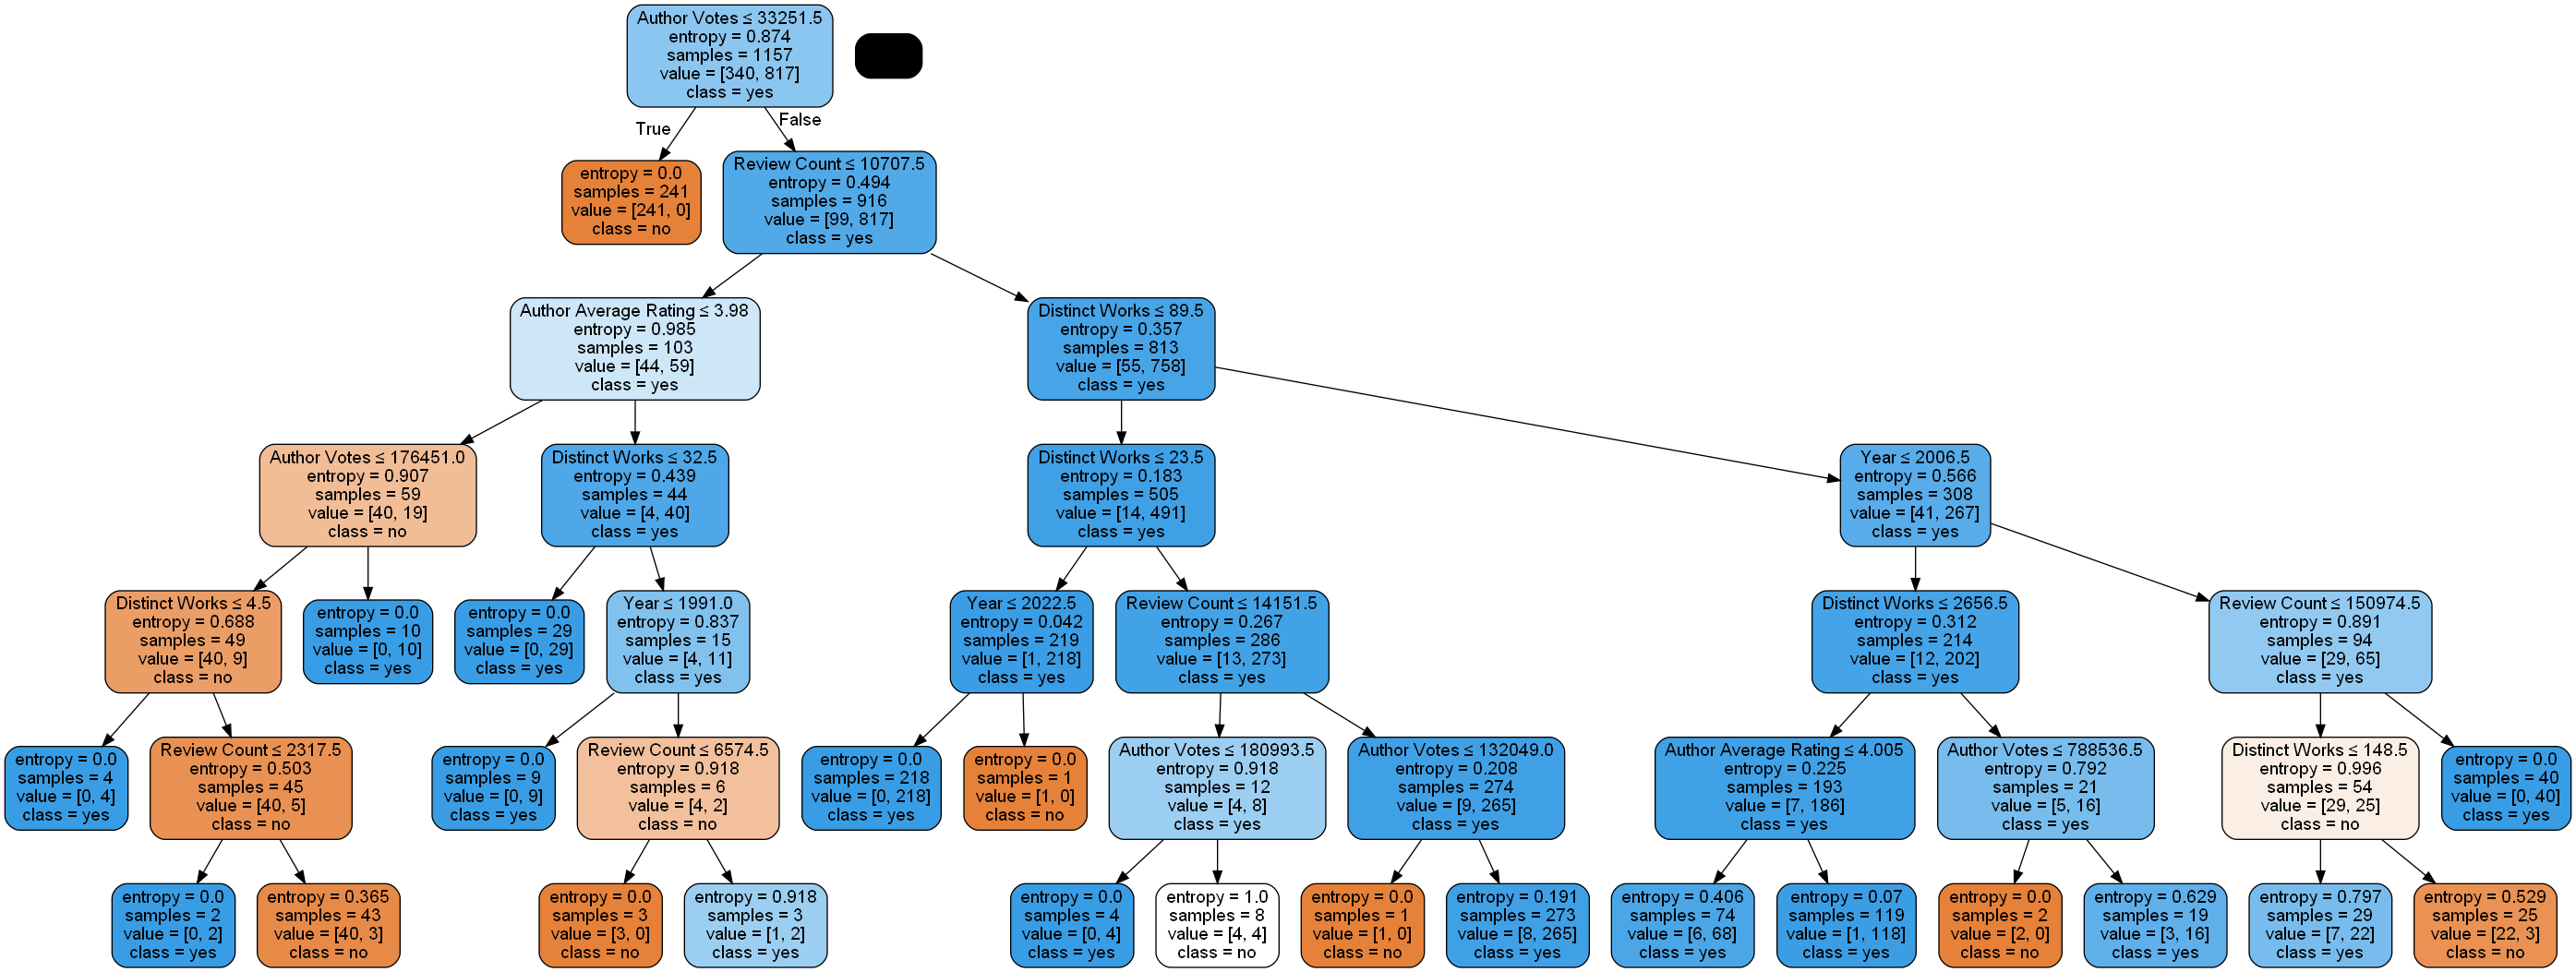 Author Votes ≤ 33251.5
entropy = 0.874
samples = 1157
value = [340, 817]
class = yes
True
False
entropy = 0.0
samples = 241
value = [241, 0]
class = no
Review Count ≤ 10707.5
entropy = 0.494
samples = 916
value = [99, 817]
class = yes
Author Average Rating ≤ 3.98
entropy = 0.985
samples = 103
value = [44, 59]
class = yes
Distinct Works ≤ 89.5
entropy = 0.357
samples = 813
value = [55, 758]
class = yes
Author Votes ≤ 176451.0
entropy = 0.907
samples = 59
value = [40, 19]
class = no
Distinct Works ≤ 32.5
entropy = 0.439
samples = 44
value = [4, 40]
class = yes
Distinct Works ≤ 23.5
entropy = 0.183
samples = 505
value = [14, 491]
class = yes
Year ≤ 2006.5
entropy = 0.566
samples = 308
value = [41, 267]
class = yes
Distinct Works ≤ 4.5
entropy = 0.688
samples = 49
value = [40, 9]
class = no
entropy = 0.0
samples = 10
value = [0, 10]
class = yes
entropy = 0.0
samples = 29
value = [0, 29]
class = yes
Year ≤ 1991.0
entropy = 0.837
samples = 15
value = [4, 11]
class = yes
Year ≤ 2022.5
entropy = 0.042
samples = 219
value = [1, 218]
class = yes
Review Count ≤ 14151.5
entropy = 0.267
samples = 286
value = [13, 273]
class = yes
Distinct Works ≤ 2656.5
entropy = 0.312
samples = 214
value = [12, 202]
class = yes
Review Count ≤ 150974.5
entropy = 0.891
samples = 94
value = [29, 65]
class = yes
entropy = 0.0
samples = 4
value = [0, 4]
class = yes
Review Count ≤ 2317.5
entropy = 0.503
samples = 45
value = [40, 5]
class = no
entropy = 0.0
samples = 9
value = [0, 9]
class = yes
Review Count ≤ 6574.5
entropy = 0.918
samples = 6
value = [4, 2]
class = no
entropy = 0.0
samples = 218
value = [0, 218]
class = yes
entropy = 0.0
samples = 1
value = [1, 0]
class = no
Author Votes ≤ 180993.5
entropy = 0.918
samples = 12
value = [4, 8]
class = yes
Author Votes ≤ 132049.0
entropy = 0.208
samples = 274
value = [9, 265]
class = yes
Author Average Rating ≤ 4.005
entropy = 0.225
samples = 193
value = [7, 186]
class = yes
Author Votes ≤ 788536.5
entropy = 0.792
samples = 21
value = [5, 16]
class = yes
Distinct Works ≤ 148.5
entropy = 0.996
samples = 54
value = [29, 25]
class = no
entropy = 0.0
samples = 40
value = [0, 40]
class = yes
entropy = 0.0
samples = 2
value = [0, 2]
class = yes
entropy = 0.365
samples = 43
value = [40, 3]
class = no
entropy = 0.0
samples = 3
value = [3, 0]
class = no
entropy = 0.918
samples = 3
value = [1, 2]
class = yes
entropy = 0.0
samples = 4
value = [0, 4]
class = yes
entropy = 1.0
samples = 8
value = [4, 4]
class = no
entropy = 0.0
samples = 1
value = [1, 0]
class = no
entropy = 0.191
samples = 273
value = [8, 265]
class = yes
entropy = 0.406
samples = 74
value = [6, 68]
class = yes
entropy = 0.07
samples = 119
value = [1, 118]
class = yes
entropy = 0.0
samples = 2
value = [2, 0]
class = no
entropy = 0.629
samples = 19
value = [3, 16]
class = yes
entropy = 0.797
samples = 29
value = [7, 22]
class = yes
entropy = 0.529
samples = 25
value = [22, 3]
class = no